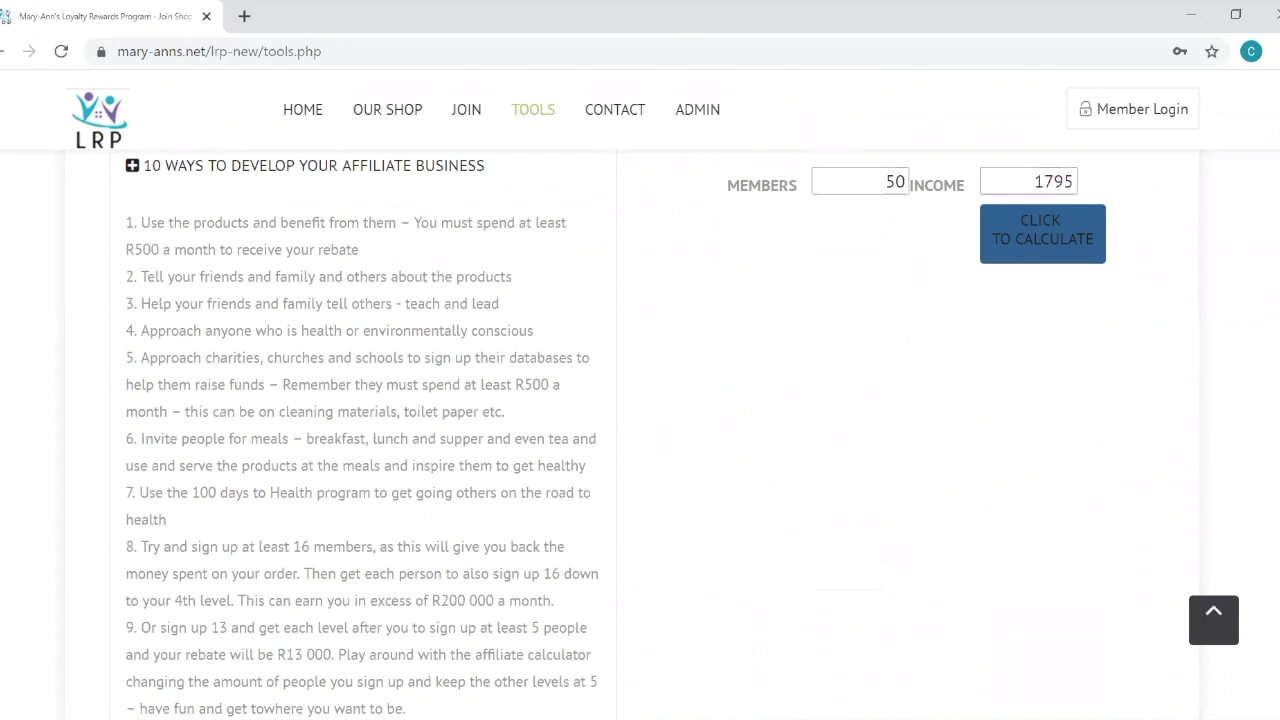 Mary-Ann's Loyalty Rewards Program - Join Shop
mary-anns.net/lrp-new/tools.php
C
LRP
HOME OUR SHOP JOIN TOOLS CONTACT ADMIN
Member Login
10 WAYS TO DEVELOP YOUR AFFILIATE BUSINESS
1. Use the products and benefit from them – You must spend at least
R500 a month to receive your rebate
2. Tell your friends and family and others about the products
3. Help your friends and family tell others - teach and lead
4. Approach anyone who is health or environmentally conscious
5. Approach charities, churches and schools to sign up their databases to
help them raise funds – Remember they must spend at least R500 a
month – this can be on cleaning materials, toilet paper etc.
6. Invite people for meals – breakfast, lunch and supper and even tea and
use and serve the products at the meals and inspire them to get healthy
7. Use the 100 days to Health program to get going others on the road to
health
8. Try and sign up at least 16 members, as this will give you back the
money spent on your order. Then get each person to also sign up 16 down
to your 4th level. This can earn you in excess of R200 000 a month.
9. Or sign up 13 and get each level after you to sign up at least 5 people
and your rebate will be R13 000. Play around with the affiliate calculator
changing the amount of people you sign up and keep the other levels at 5
– have fun and get towhere you want to be.
MEMBERS 50 INCOME 1795
CLICK
TO CALCULATE